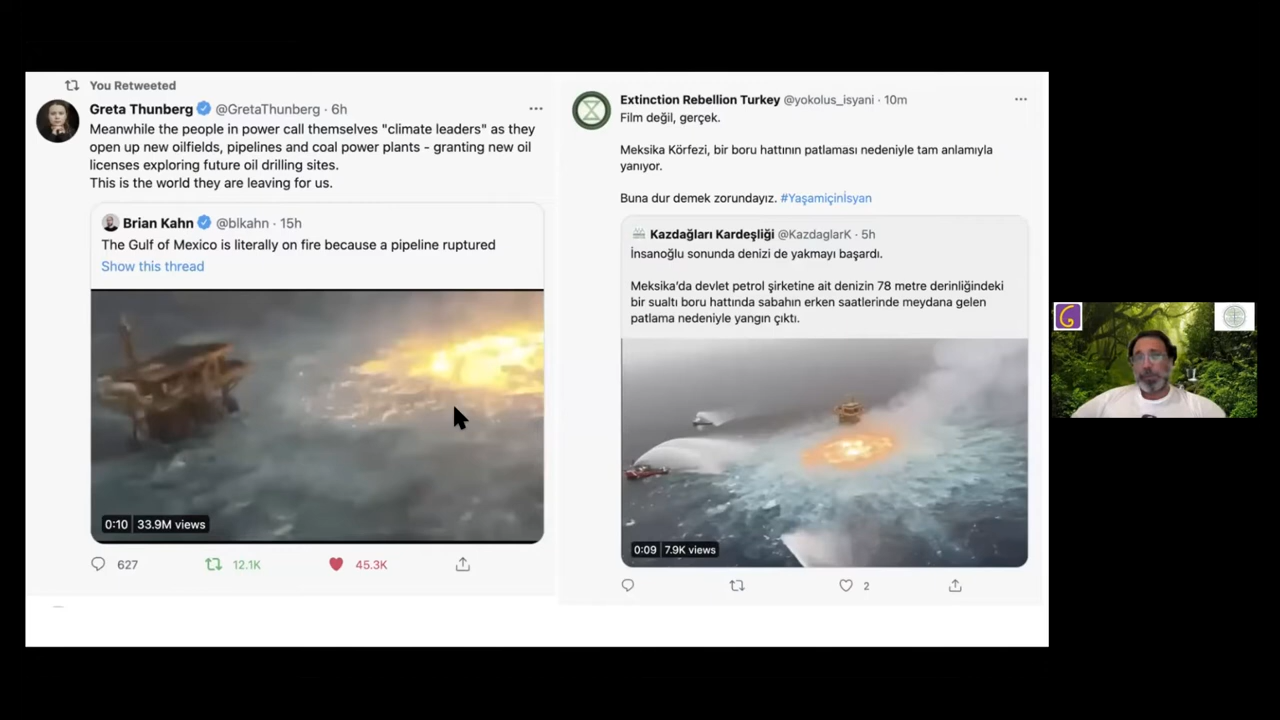 You Retweeted
Greta Thunberg @GretaThunberg · 6h
Meanwhile the people in power call themselves "climate leaders" as they
open up new oilfields, pipelines and coal power plants - granting new oil
licenses exploring future oil drilling sites.
This is the world they are leaving for us.
Brian Kahn @blkahn · 15h
The Gulf of Mexico is literally on fire because a pipeline ruptured
Show this thread
0:10 33.9M views
627 12.1K 45.3K
Extinction Rebellion Turkey @yokolus_isyani · 10m
Film değil, gerçek.
Meksika Körfezi, bir boru hattının patlaması nedeniyle tam anlamıyla
yanıyor.
Buna dur demek zorundayız. #Yaşamiçinİsyan
Kazdağları Kardeşliği @KazdaglarK · 5h
İnsanoğlu sonunda denizi de yakmayı başardı.
Meksika'da devlet petrol şirketine ait denizin 78 metre derinliğindeki
bir sualtı boru hattında sabahın erken saatlerinde meydana gelen
patlama nedeniyle yangın çıktı.
0:09 7.9K views
2
G